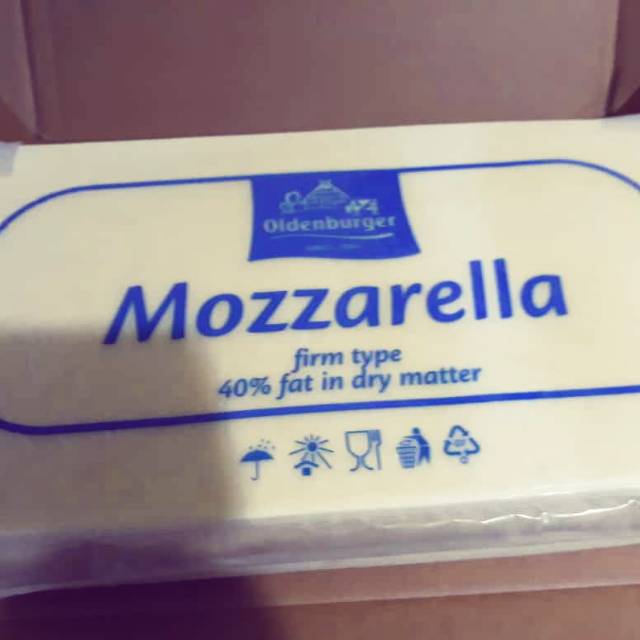 Oldenburger
Mozzarella
firm type
40% fat in dry matter